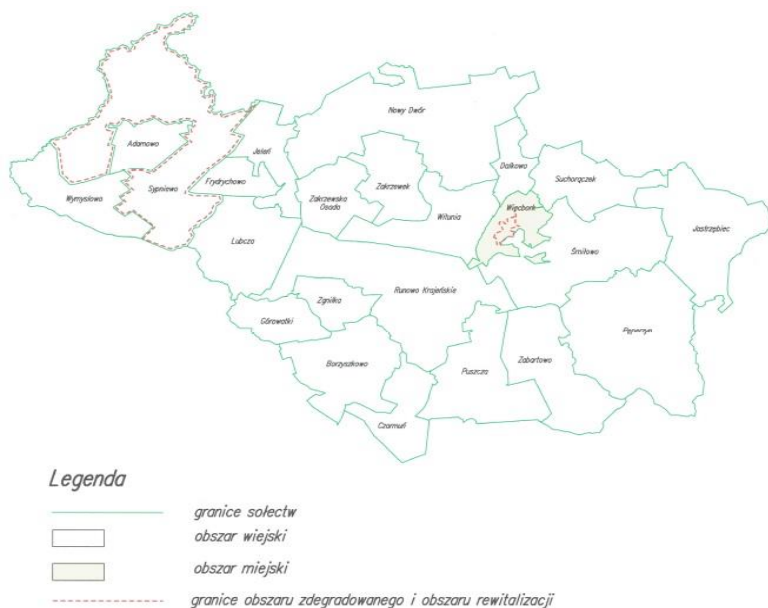 Nowy Dwór
Adamowo
Jeleń
Dalkowo
Suchorączek
Wymysłowo
Sypniewo
Frydrychowo
Zakrzewska
Osada
Zakrzewek
Witunia
Więcbork
Jastrzębiec
Lubcza
Śmiłowo
Zgniłka
Runowo Krajeńskie
Górowatki
Borzyszkowo
Puszcza
Zabartowo
Pęperzyn
Czarmuń
Legenda
granice sołectw
obszar wiejski
obszar miejski
granice obszaru zdegradowanego i obszaru rewitalizacji